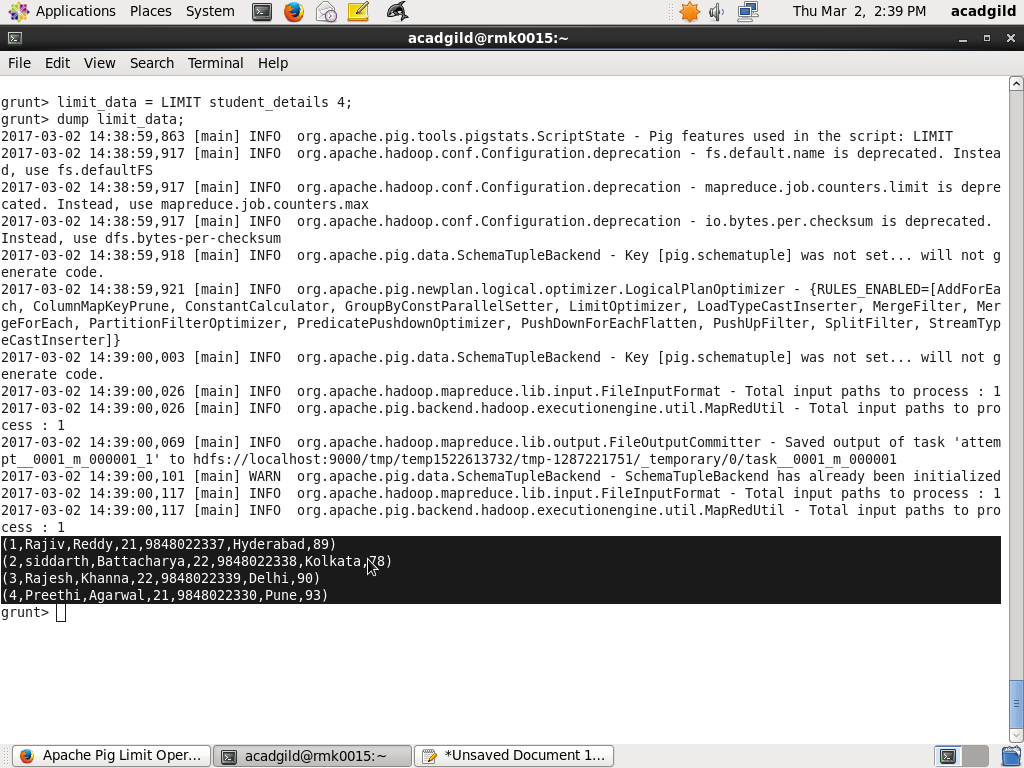 Applications Places System Thu Mar 2, 2:39 PM acadgild
acadgild@rmk0015:~
File Edit View Search Terminal Help
grunt> limit_data = LIMIT student_details 4;
grunt> dump limit_data;
2017-03-02 14:38:59,863 [main] INFO  org.apache.pig.tools.pigstats.ScriptState - Pig features used in the script: LIMIT
2017-03-02 14:38:59,917 [main] INFO  org.apache.hadoop.conf.Configuration.deprecation - fs.default.name is deprecated. Instea
d, use fs.defaultFS
2017-03-02 14:38:59,917 [main] INFO  org.apache.hadoop.conf.Configuration.deprecation - mapreduce.job.counters.limit is depre
cated. Instead, use mapreduce.job.counters.max
2017-03-02 14:38:59,917 [main] INFO  org.apache.hadoop.conf.Configuration.deprecation - io.bytes.per.checksum is deprecated.
Instead, use dfs.bytes-per-checksum
2017-03-02 14:38:59,918 [main] INFO  org.apache.pig.data.SchemaTupleBackend - Key [pig.schematuple] was not set... will not g
enerate code.
2017-03-02 14:38:59,921 [main] INFO  org.apache.pig.newplan.logical.optimizer.LogicalPlanOptimizer - {RULES_ENABLED=[AddForEa
ch, ColumnMapKeyPrune, ConstantCalculator, GroupByConstParallelSetter, LimitOptimizer, LoadTypeCastInserter, MergeFilter, Mer
geForEach, PartitionFilterOptimizer, PredicatePushdownOptimizer, PushDownForEachFlatten, PushUpFilter, SplitFilter, StreamTyp
eCastInserter]}
2017-03-02 14:39:00,003 [main] INFO  org.apache.pig.data.SchemaTupleBackend - Key [pig.schematuple] was not set... will not g
enerate code.
2017-03-02 14:39:00,026 [main] INFO  org.apache.hadoop.mapreduce.lib.input.FileInputFormat - Total input paths to process : 1
2017-03-02 14:39:00,026 [main] INFO  org.apache.pig.backend.hadoop.executionengine.util.MapRedUtil - Total input paths to pro
cess : 1
2017-03-02 14:39:00,069 [main] INFO  org.apache.hadoop.mapreduce.lib.output.FileOutputCommitter - Saved output of task 'attem
pt__0001_m_000001_1' to hdfs://localhost:9000/tmp/temp1522613732/tmp-1287221751/_temporary/0/task__0001_m_000001
2017-03-02 14:39:00,101 [main] WARN  org.apache.pig.data.SchemaTupleBackend - SchemaTupleBackend has already been initialized
2017-03-02 14:39:00,117 [main] INFO  org.apache.hadoop.mapreduce.lib.input.FileInputFormat - Total input paths to process : 1
2017-03-02 14:39:00,117 [main] INFO  org.apache.pig.backend.hadoop.executionengine.util.MapRedUtil - Total input paths to pro
cess : 1
(1,Rajiv,Reddy,21,9848022337,Hyderabad,89)
(2,siddarth,Battacharya,22,9848022338,Kolkata,78)
(3,Rajesh,Khanna,22,9848022339,Delhi,90)
(4,Preethi,Agarwal,21,9848022330,Pune,93)
grunt>
Apache Pig Limit Oper... acadgild@rmk0015:~ *Unsaved Document 1...